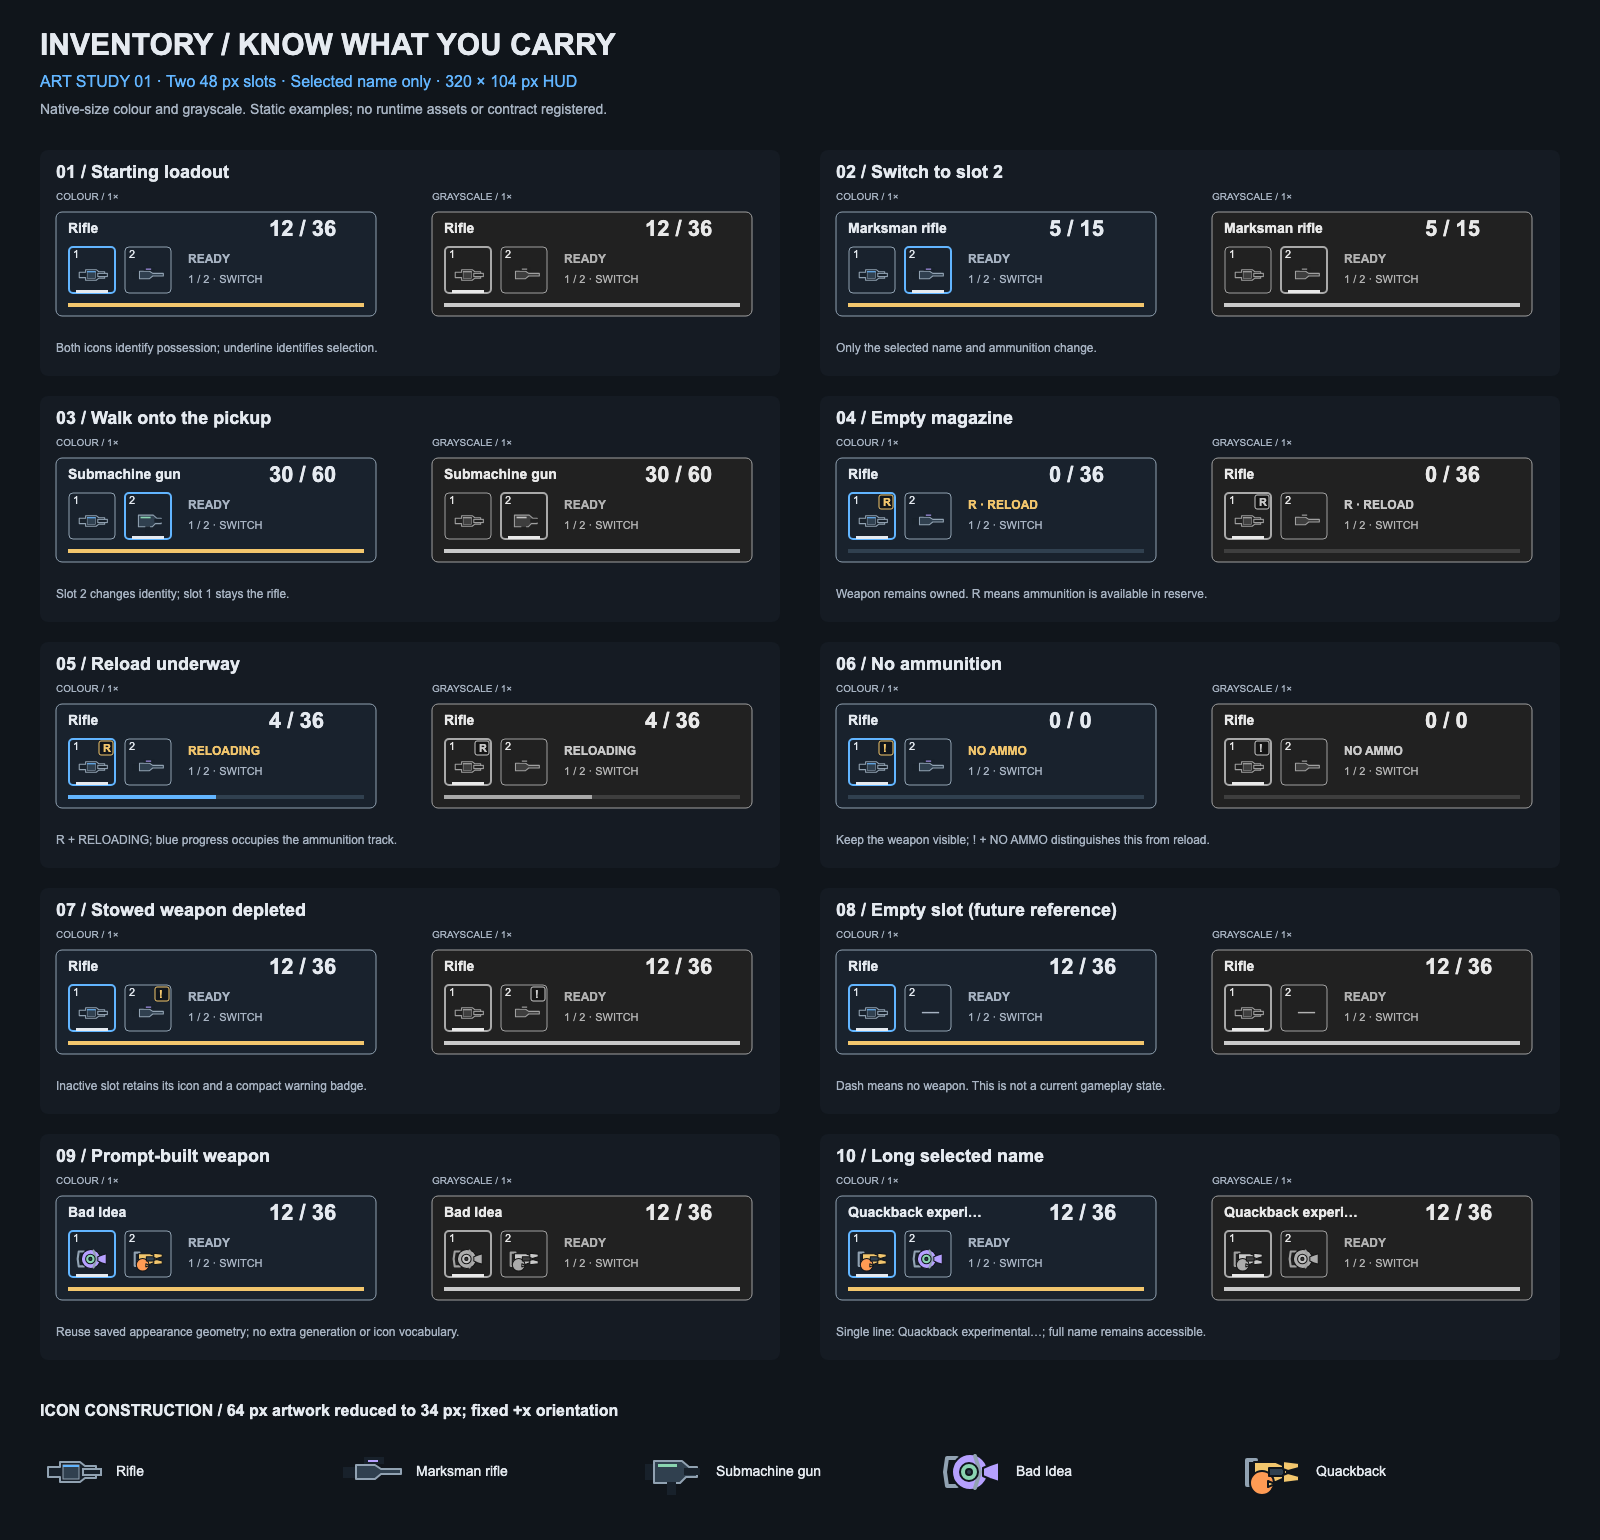 INVENTORY / KNOW WHAT YOU CARRY
ART STUDY 01 · Two 48 px slots · Selected name only · 320 × 104 px HUD
Native-size colour and grayscale. Static examples; no runtime assets or contract registered.
01 / Starting loadout
COLOUR / 1×
GRAYSCALE / 1×
Rifle 12 / 36
1 2 READY
1 / 2 · SWITCH
Rifle 12 / 36
1 2 READY
1 / 2 · SWITCH
Both icons identify possession; underline identifies selection.
02 / Switch to slot 2
COLOUR / 1×
GRAYSCALE / 1×
Marksman rifle 5 / 15
1 2 READY
1 / 2 · SWITCH
Marksman rifle 5 / 15
1 2 READY
1 / 2 · SWITCH
Only the selected name and ammunition change.
03 / Walk onto the pickup
COLOUR / 1×
GRAYSCALE / 1×
Submachine gun 30 / 60
1 2 READY
1 / 2 · SWITCH
Submachine gun 30 / 60
1 2 READY
1 / 2 · SWITCH
Slot 2 changes identity; slot 1 stays the rifle.
04 / Empty magazine
COLOUR / 1×
GRAYSCALE / 1×
Rifle 0 / 36
1 R 2 R · RELOAD
1 / 2 · SWITCH
Rifle 0 / 36
1 R 2 R · RELOAD
1 / 2 · SWITCH
Weapon remains owned. R means ammunition is available in reserve.
05 / Reload underway
COLOUR / 1×
GRAYSCALE / 1×
Rifle 4 / 36
1 R 2 RELOADING
1 / 2 · SWITCH
Rifle 4 / 36
1 R 2 RELOADING
1 / 2 · SWITCH
R + RELOADING; blue progress occupies the ammunition track.
06 / No ammunition
COLOUR / 1×
GRAYSCALE / 1×
Rifle 0 / 0
1 ! 2 NO AMMO
1 / 2 · SWITCH
Rifle 0 / 0
1 ! 2 NO AMMO
1 / 2 · SWITCH
Keep the weapon visible; ! + NO AMMO distinguishes this from reload.
07 / Stowed weapon depleted
COLOUR / 1×
GRAYSCALE / 1×
Rifle 12 / 36
1 2 ! READY
1 / 2 · SWITCH
Rifle 12 / 36
1 2 ! READY
1 / 2 · SWITCH
Inactive slot retains its icon and a compact warning badge.
08 / Empty slot (future reference)
COLOUR / 1×
GRAYSCALE / 1×
Rifle 12 / 36
1 2 — READY
1 / 2 · SWITCH
Rifle 12 / 36
1 2 — READY
1 / 2 · SWITCH
Dash means no weapon. This is not a current gameplay state.
09 / Prompt-built weapon
COLOUR / 1×
GRAYSCALE / 1×
Bad Idea 12 / 36
1 2 READY
1 / 2 · SWITCH
Bad Idea 12 / 36
1 2 READY
1 / 2 · SWITCH
Reuse saved appearance geometry; no extra generation or icon vocabulary.
10 / Long selected name
COLOUR / 1×
GRAYSCALE / 1×
Quackback experi… 12 / 36
1 2 READY
1 / 2 · SWITCH
Quackback experi… 12 / 36
1 2 READY
1 / 2 · SWITCH
Single line: Quackback experimental…; full name remains accessible.
ICON CONSTRUCTION / 64 px artwork reduced to 34 px; fixed +x orientation
Rifle
Marksman rifle
Submachine gun
Bad Idea
Quackback